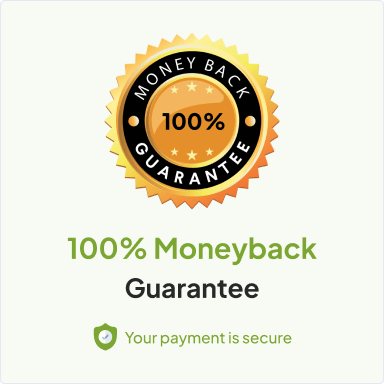 MONEY BACK
100%
GUARANTEE
100% Moneyback
Guarantee
Your payment is secure